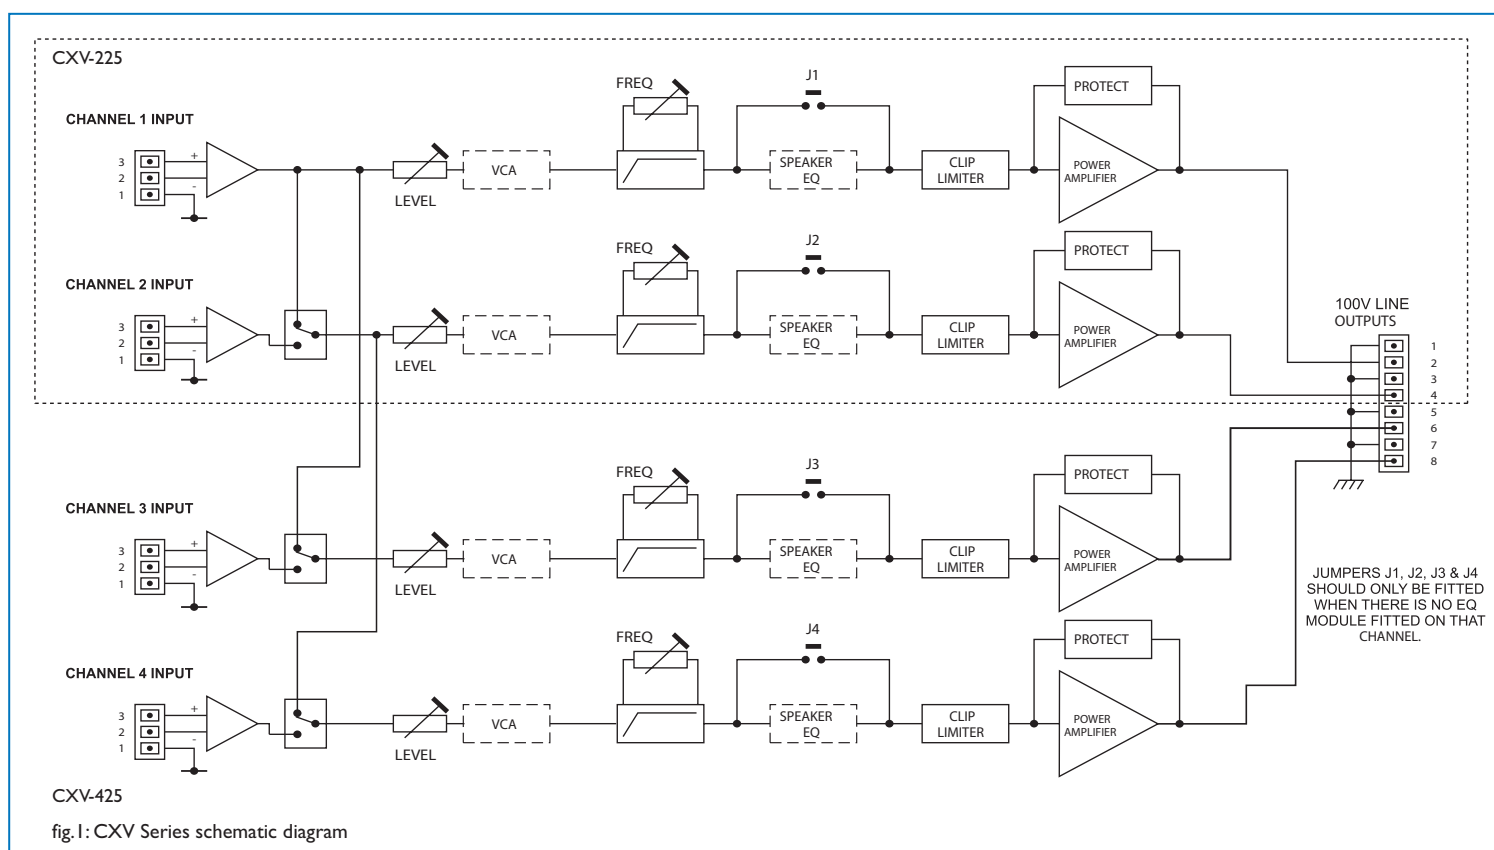 CXV-225
CHANNEL 1 INPUT
3
2
1
+
-
LEVEL
VCA
FREQ
J1
SPEAKER
EQ
CLIP
LIMITER
PROTECT
POWER
AMPLIFIER
CHANNEL 2 INPUT
3
2
1
+
-
LEVEL
VCA
FREQ
J2
SPEAKER
EQ
CLIP
LIMITER
PROTECT
POWER
AMPLIFIER
100V LINE
OUTPUTS
1
2
3
4
5
6
7
8
CHANNEL 3 INPUT
3
2
1
+
-
LEVEL
VCA
FREQ
J3
SPEAKER
EQ
CLIP
LIMITER
PROTECT
POWER
AMPLIFIER
JUMPERS J1, J2, J3 & J4
SHOULD ONLY BE FITTED
WHEN THERE IS NO EQ
MODULE FITTED ON THAT
CHANNEL.
CHANNEL 4 INPUT
3
2
1
+
-
LEVEL
VCA
FREQ
J4
SPEAKER
EQ
CLIP
LIMITER
PROTECT
POWER
AMPLIFIER
CXV-425
fig.1: CXV Series schematic diagram